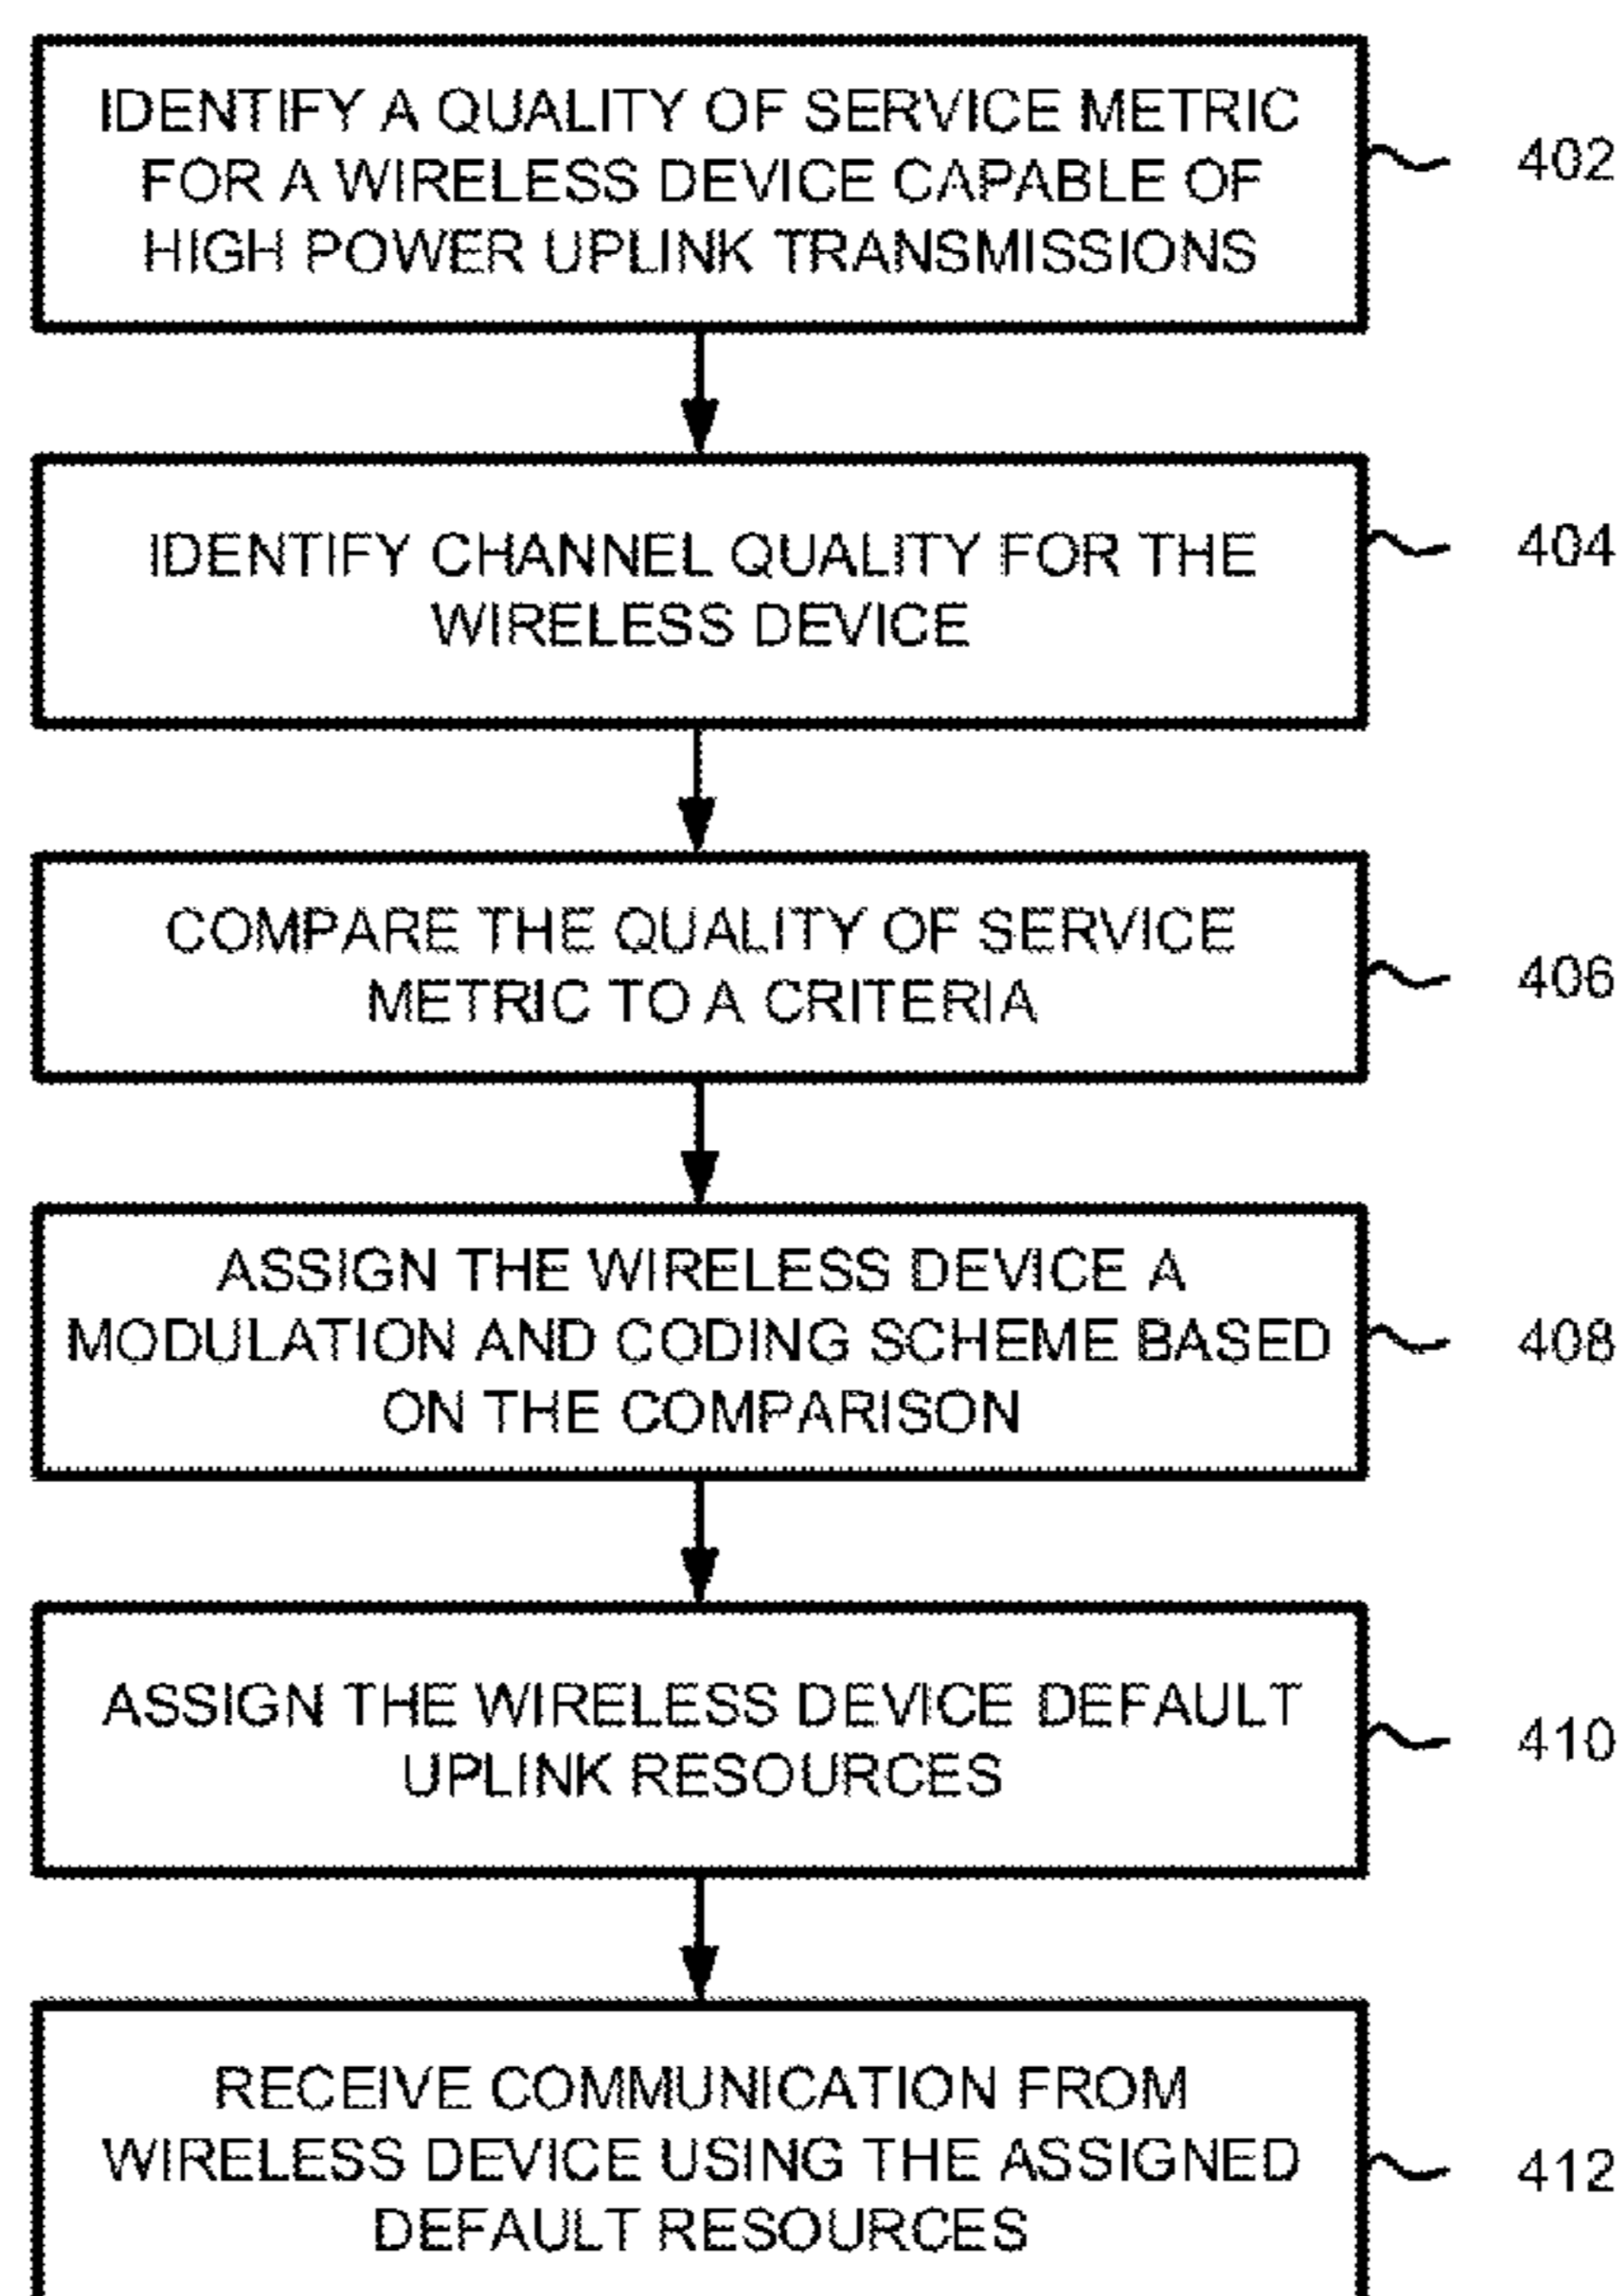 IDENTIFY A QUALITY OF SERVICE METRIC
FOR A WIRELESS DEVICE CAPABLE OF
HIGH POWER UPLINK TRANSMISSIONS
402
IDENTIFY CHANNEL QUALITY FOR THE
WIRELESS DEVICE
404
COMPARE THE QUALITY OF SERVICE
METRIC TO A CRITERIA
406
ASSIGN THE WIRELESS DEVICE A
MODULATION AND CODING SCHEME BASED
ON THE COMPARISON
408
ASSIGN THE WIRELESS DEVICE DEFAULT
UPLINK RESOURCES
410
RECEIVE COMMUNICATION FROM
WIRELESS DEVICE USING THE ASSIGNED
DEFAULT RESOURCES
412